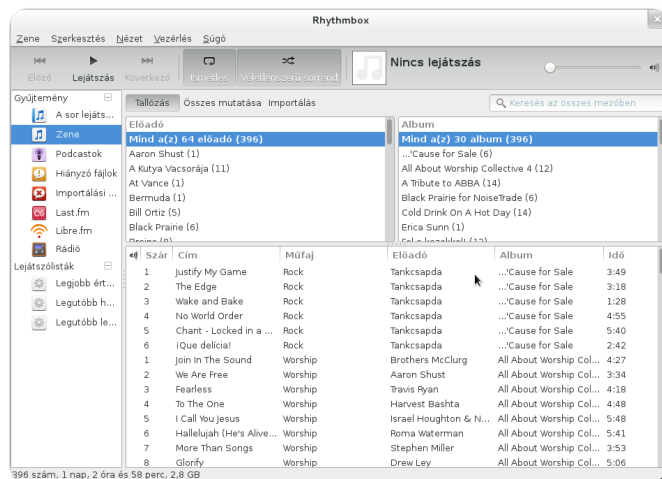 Rhythmbox
Zene Szerkesztés Nézet Vezérlés Súgó
Előző Lejátszás Következő Ismétlés Véletlenszerű sorrend Nincs lejátszás
Gyűjtemény
A sor lejáts...
Zene
Podcastok
Hiányzó fájlok
Importálási ...
Last.fm
Libre.fm
Rádió
Lejátszólisták
Legjobb ért...
Legutóbb h...
Legutóbb le...
Tallózás Összes mutatása Importálás Keresés az összes mezőben
Előadó
Mind a(z) 64 előadó (396)
Aaron Shust (1)
A Kutya Vacsorája (11)
At Vance (1)
Bermuda (1)
Bill Ortiz (5)
Black Prairie (6)
Album
Mind a(z) 30 album (396)
...'Cause for Sale (6)
All About Worship Collective 4 (12)
A Tribute to ABBA (14)
Black Prairie for NoiseTrade (6)
Cold Drink On A Hot Day (14)
Erica Sunn (1)
Szár Cím Műfaj Előadó Album Idő
1 Justify My Game Rock Tankcsapda ...'Cause for Sale 3:49
2 The Edge Rock Tankcsapda ...'Cause for Sale 3:18
3 Wake and Bake Rock Tankcsapda ...'Cause for Sale 1:28
4 No World Order Rock Tankcsapda ...'Cause for Sale 4:55
5 Chant - Locked in a ... Rock Tankcsapda ...'Cause for Sale 5:40
6 ¡Que delícia! Rock Tankcsapda ...'Cause for Sale 2:42
1 Join In The Sound Worship Brothers McClurg All About Worship Col... 4:27
2 We Are Free Worship Aaron Shust All About Worship Col... 3:34
3 Fearless Worship Travis Ryan All About Worship Col... 4:18
4 To The One Worship Harvest Bashta All About Worship Col... 4:48
5 I Call You Jesus Worship Israel Houghton & N... All About Worship Col... 5:48
6 Hallelujah (He's Alive... Worship Roma Waterman All About Worship Col... 5:41
7 More Than Songs Worship Stephen Miller All About Worship Col... 3:53
8 Glorify Worship Drew Ley All About Worship Col... 5:06
396 szám, 1 nap, 2 óra és 58 perc, 2,8 GB